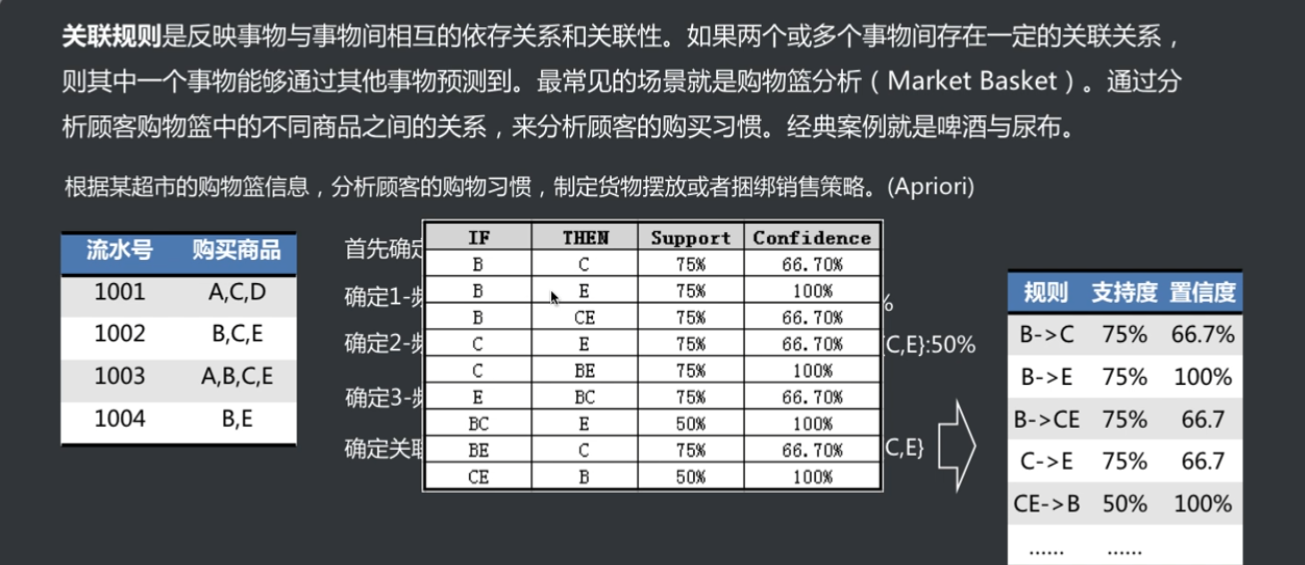 关联规则是反映事物与事物间相互的依存关系和关联性。如果两个或多个事物间存在一定的关联关系，
则其中一个事物能够通过其他事物预测到。最常见的场景就是购物篮分析（Market Basket）。通过分
析顾客购物篮中的不同商品之间的关系，来分析顾客的购买习惯。经典案例就是啤酒与尿布。
根据某超市的购物篮信息，分析顾客的购物习惯，制定货物摆放或者捆绑销售策略。(Apriori)
流水号 购买商品
1001 A,C,D
1002 B,C,E
1003 A,B,C,E
1004 B,E
首先确定
确定1-频
确定2-频
确定3-频
确定关联
IF THEN Support Confidence
B C 75% 66.70%
B E 75% 100%
B CE 75% 66.70%
C E 75% 66.70%
C BE 75% 100%
E BC 75% 66.70%
BC E 50% 100%
BE C 75% 66.70%
CE B 50% 100%
%
C,E}:50%
C,E}
规则 支持度 置信度
B->C 75% 66.7%
B->E 75% 100%
B->CE 75% 66.7
C->E 75% 66.7
CE->B 50% 100%
...... ......